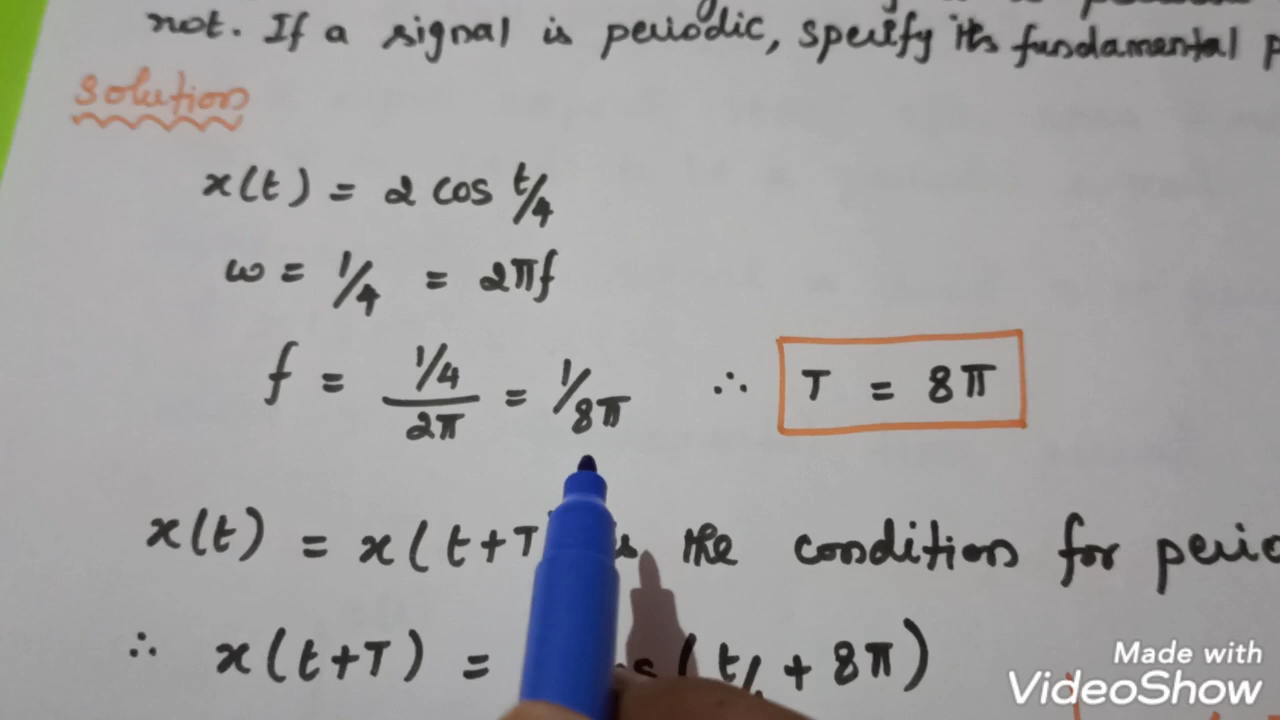 not. If a signal is periodic, specify its fundamental
solution
x(t) = 2 cos t/4
ω = 1/4 = 2πf
f = 1/4 / 2π = 1/8π ∴ T = 8π
x(t) = x(t+T) is the condition for
∴ x(t+T) = (t/ + 8π)
Made with
VideoShow